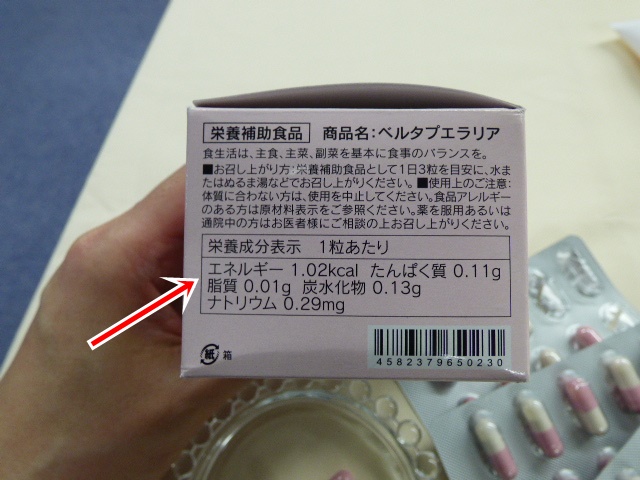 栄養補助食品 商品名:ベルタプエラリア
食生活は、主食、主菜、副菜を基本に食事のバランスを。
■お召し上がり方:栄養補助食品として1日3粒を目安に、水ま
たはぬるま湯などでお召し上がりください。■使用上のご注意:
体質に合わない方は、使用を中止してください。食品アレルギー
のある方は原材料表示をご参照ください。薬を服用あるいは
通院中の方はお医者様にご相談の上お召し上がりください。
栄養成分表示 1粒あたり
エネルギー 1.02kcal たんぱく質 0.11g
脂質 0.01g 炭水化物 0.13g
ナトリウム 0.29mg
紙 箱
4582379650230